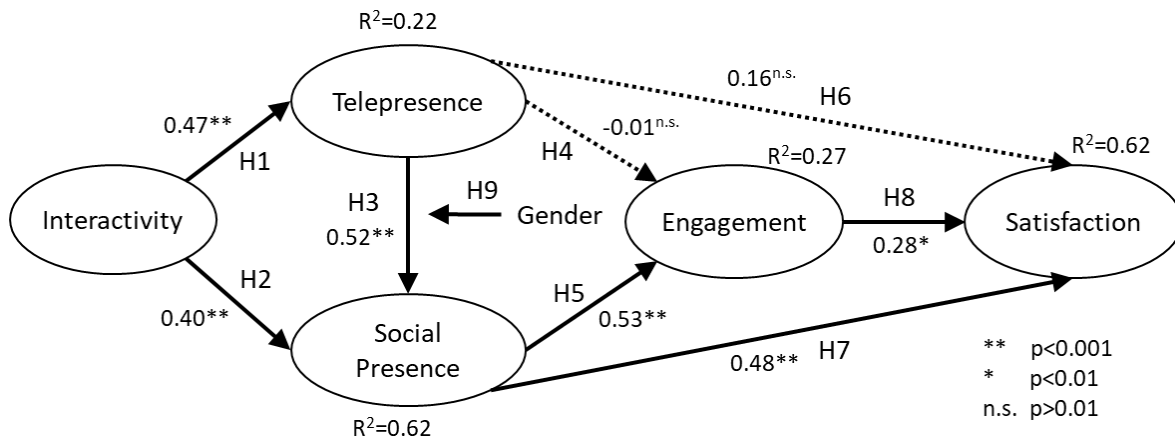 R²=0.22
Telepresence
0.16ⁿ·ˢ·
H6
0.47**
H1
-0.01ⁿ·ˢ·
H4
R²=0.27
R²=0.62
Interactivity
H3
0.52**
H9
Gender
Engagement
H8
0.28*
Satisfaction
H2
0.40**
Social
Presence
H5
0.53**
0.48**
H7
R²=0.62
** p<0.001
* p<0.01
n.s. p>0.01